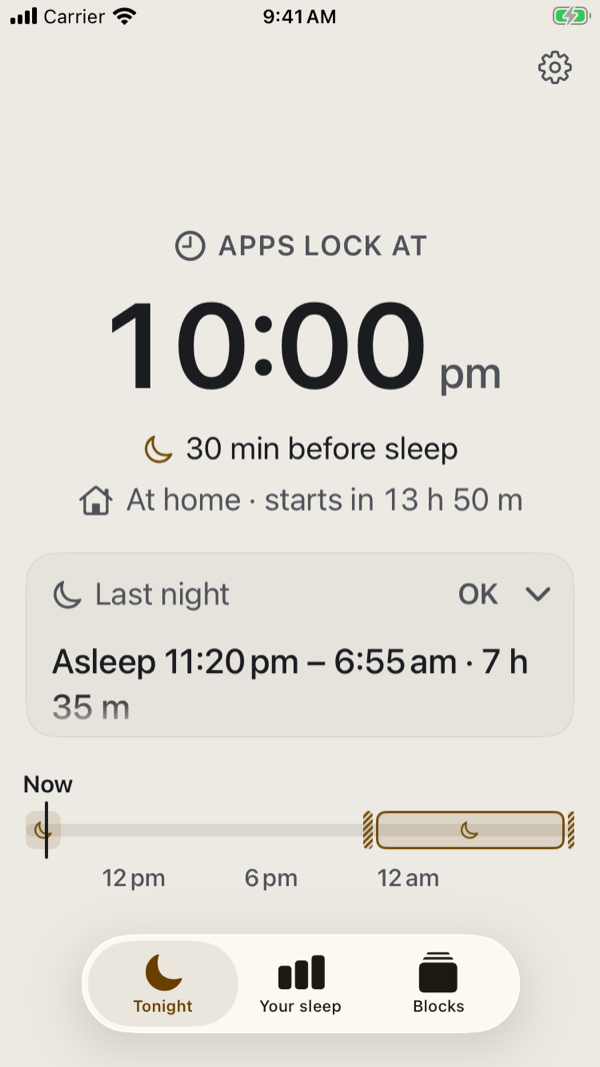 Carrier 9:41 AM
APPS LOCK AT
10:00 pm
30 min before sleep
At home · starts in 13 h 50 m
Last night OK
Asleep 11:20 pm – 6:55 am · 7 h
35 m
Now
12 pm 6 pm 12 am
Tonight Your sleep Blocks